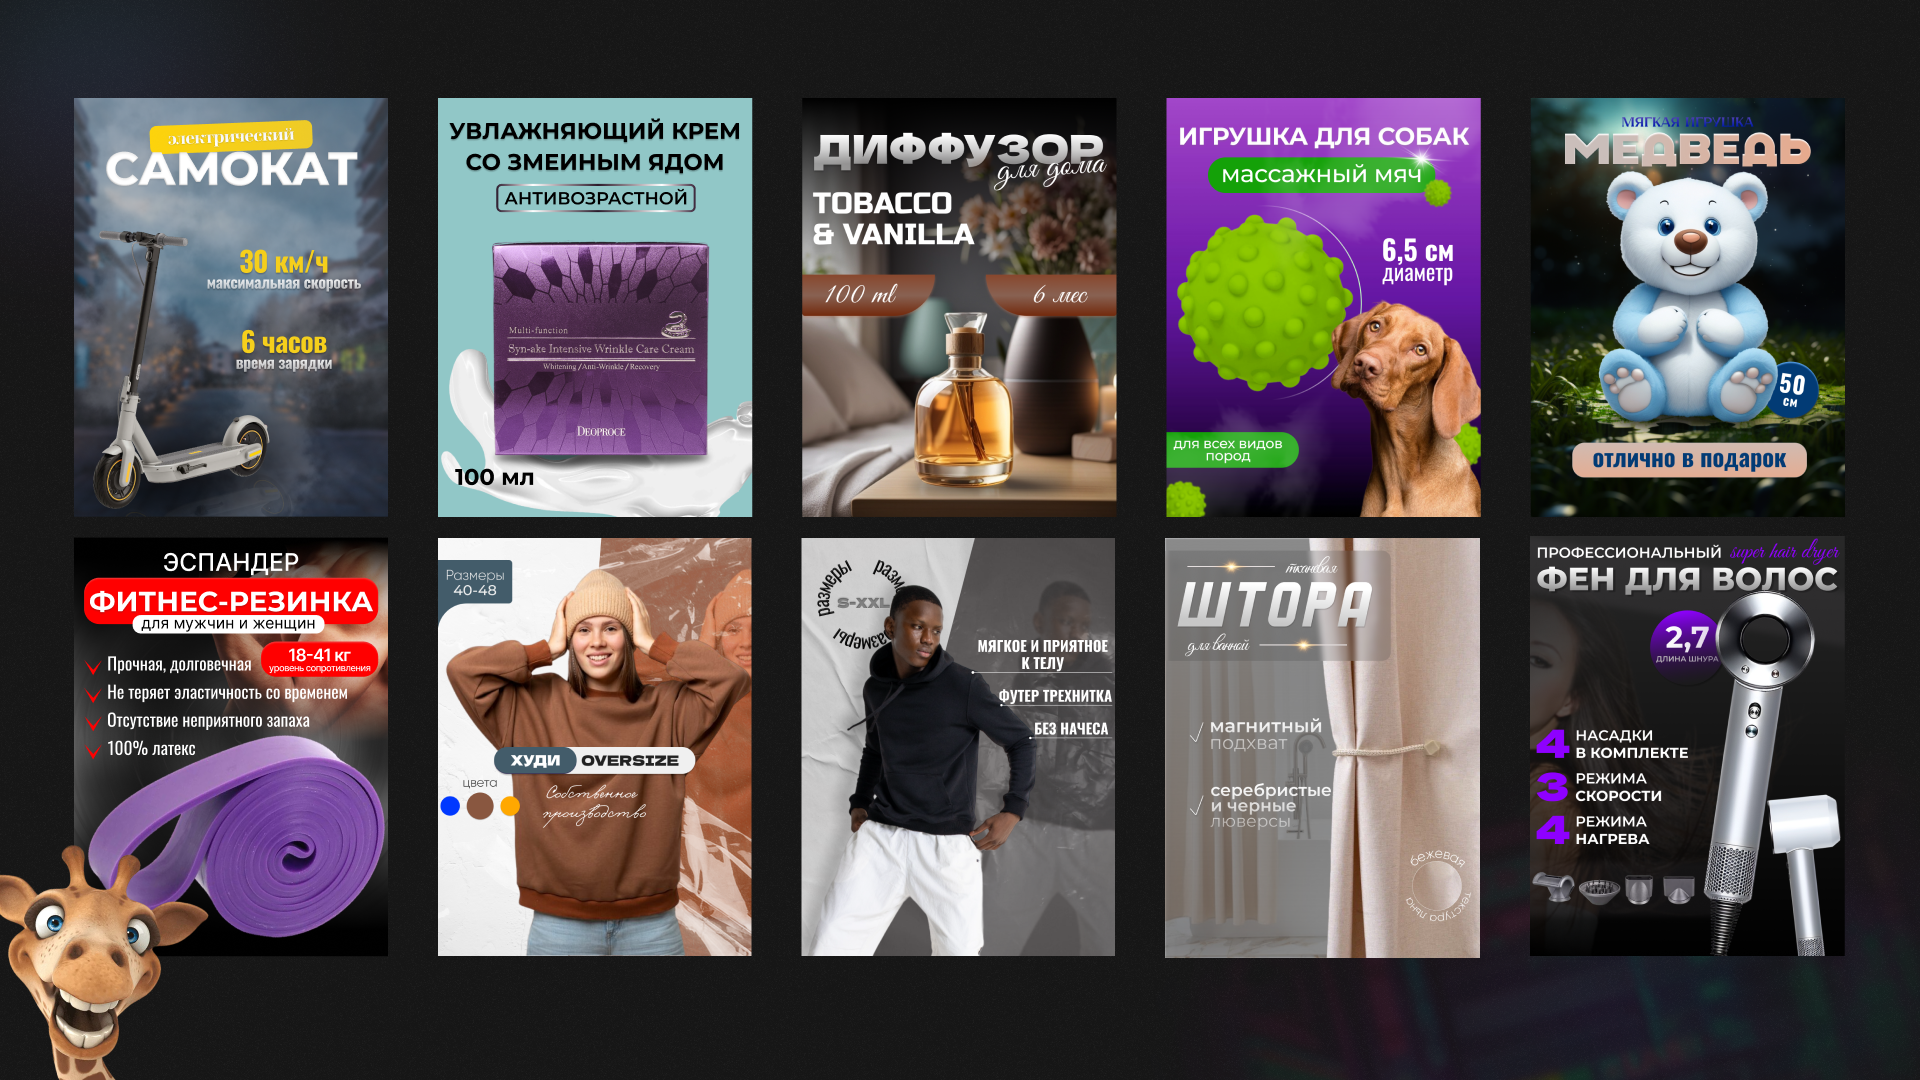 электрический
САМОКАТ
30 км/ч
максимальная скорость
6 часов
время зарядки
УВЛАЖНЯЮЩИЙ КРЕМ
СО ЗМЕИНЫМ ЯДОМ
АНТИВОЗРАСТНОЙ
Multi-function
Syn-ake Intensive Wrinkle Care Cream
Whitening / Anti-Wrinkle / Recovery
DEOPROCE
100 мл
ДИФФУЗОР
для дома
TOBACCO
& VANILLA
100 ml
6 мес
ИГРУШКА ДЛЯ СОБАК
массажный мяч
6,5 см
диаметр
для всех видов
пород
МЯГКАЯ ИГРУШКА
МЕДВЕДЬ
50
см
отлично в подарок
ЭСПАНДЕР
ФИТНЕС-РЕЗИНКА
для мужчин и женщин
18-41 кг
уровень сопротивления
Прочная, долговечная
Не теряет эластичность со временем
Отсутствие неприятного запаха
100% латекс
Размеры
40-48
ХУДИ OVERSIZE
цвета
Собственное
производство
размеры
разм
S-XXL
размеры
МЯГКОЕ И ПРИЯТНОЕ
К ТЕЛУ
ФУТЕР ТРЕХНИТКА
БЕЗ НАЧЕСА
тканевая
ШТОРА
для ванной
магнитный
подхват
серебристые
и черные
люверсы
бежевая
текстура льна
ПРОФЕССИОНАЛЬНЫЙ super hair dryer
ФЕН ДЛЯ ВОЛОС
2,7
ДЛИНА ШНУРА
4 НАСАДКИ
В КОМПЛЕКТЕ
3 РЕЖИМА
СКОРОСТИ
4 РЕЖИМА
НАГРЕВА